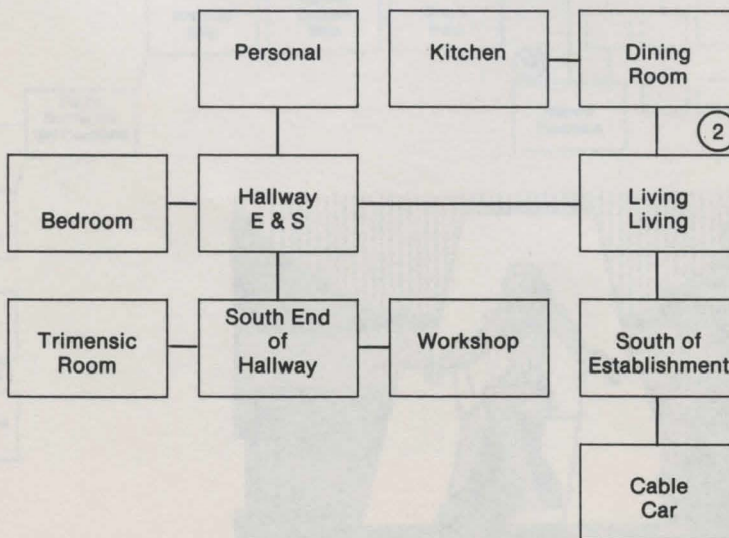 Personal
Kitchen
Dining
Room
2
Bedroom
Hallway
E & S
Living
Living
Trimensic
Room
South End
of
Hallway
Workshop
South of
Establishment
Cable
Car